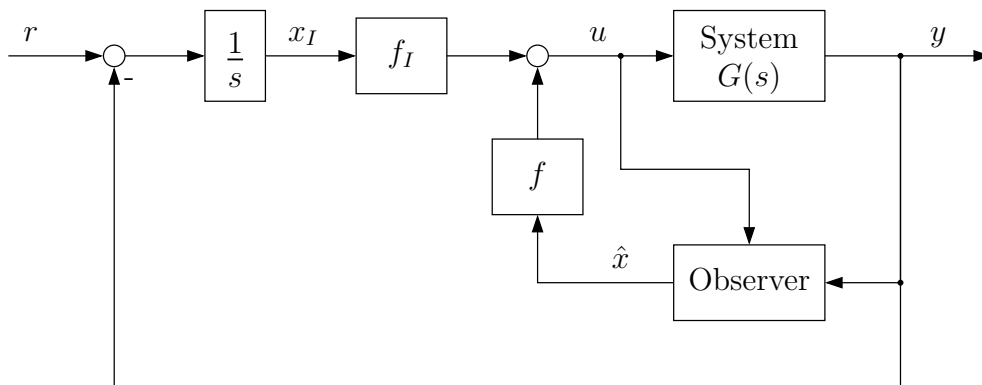 r
-
1
s
x_I
f_I
u
System
G(s)
y
f
x̂
Observer